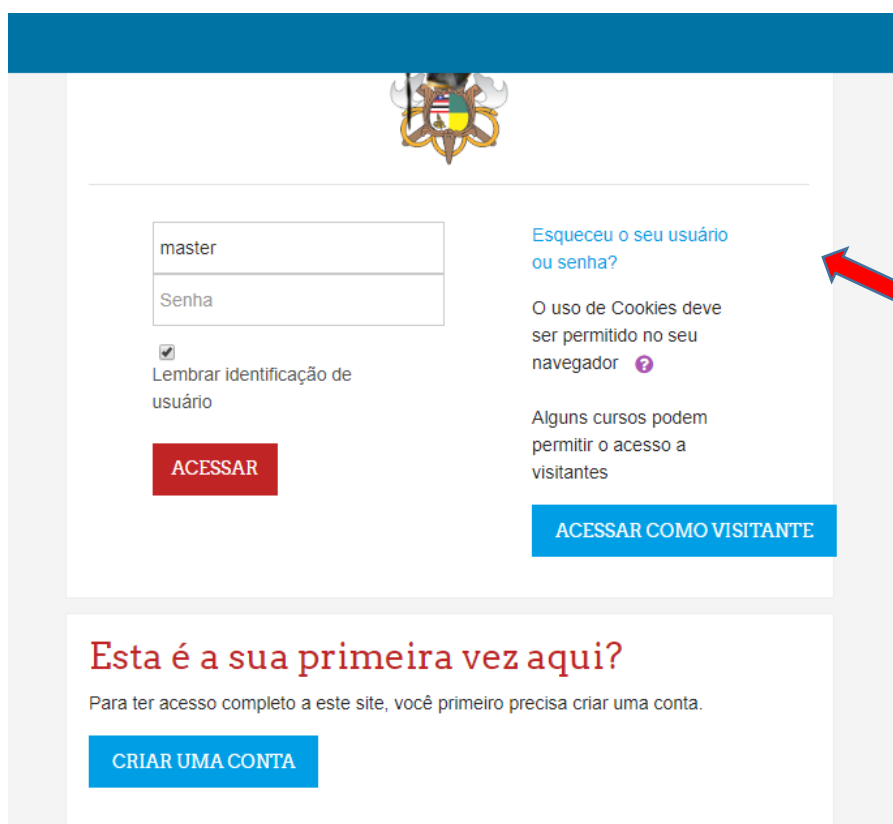 master
Senha
Lembrar identificação de
usuário
ACESSAR
Esqueceu o seu usuário
ou senha?
O uso de Cookies deve
ser permitido no seu
navegador ?
Alguns cursos podem
permitir o acesso a
visitantes
ACESSAR COMO VISITANTE
Esta é a sua primeira vez aqui?
Para ter acesso completo a este site, você primeiro precisa criar uma conta.
CRIAR UMA CONTA